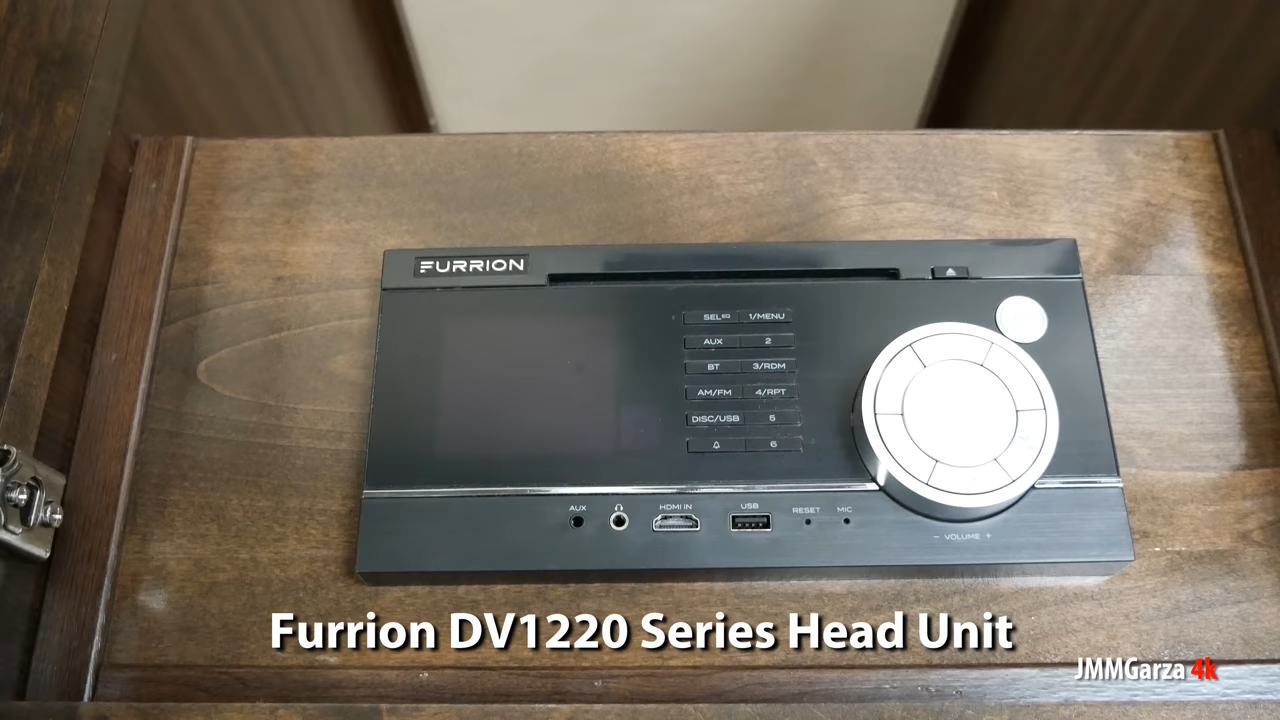 FURRION
SEL EQ 1/MENU
AUX 2
BT 3/RDM
AM/FM 4/RPT
DISC/USB 5
6
AUX HDMI IN USB RESET MIC
− VOLUME +
Furrion DV1220 Series Head Unit
JMMGarza 4k